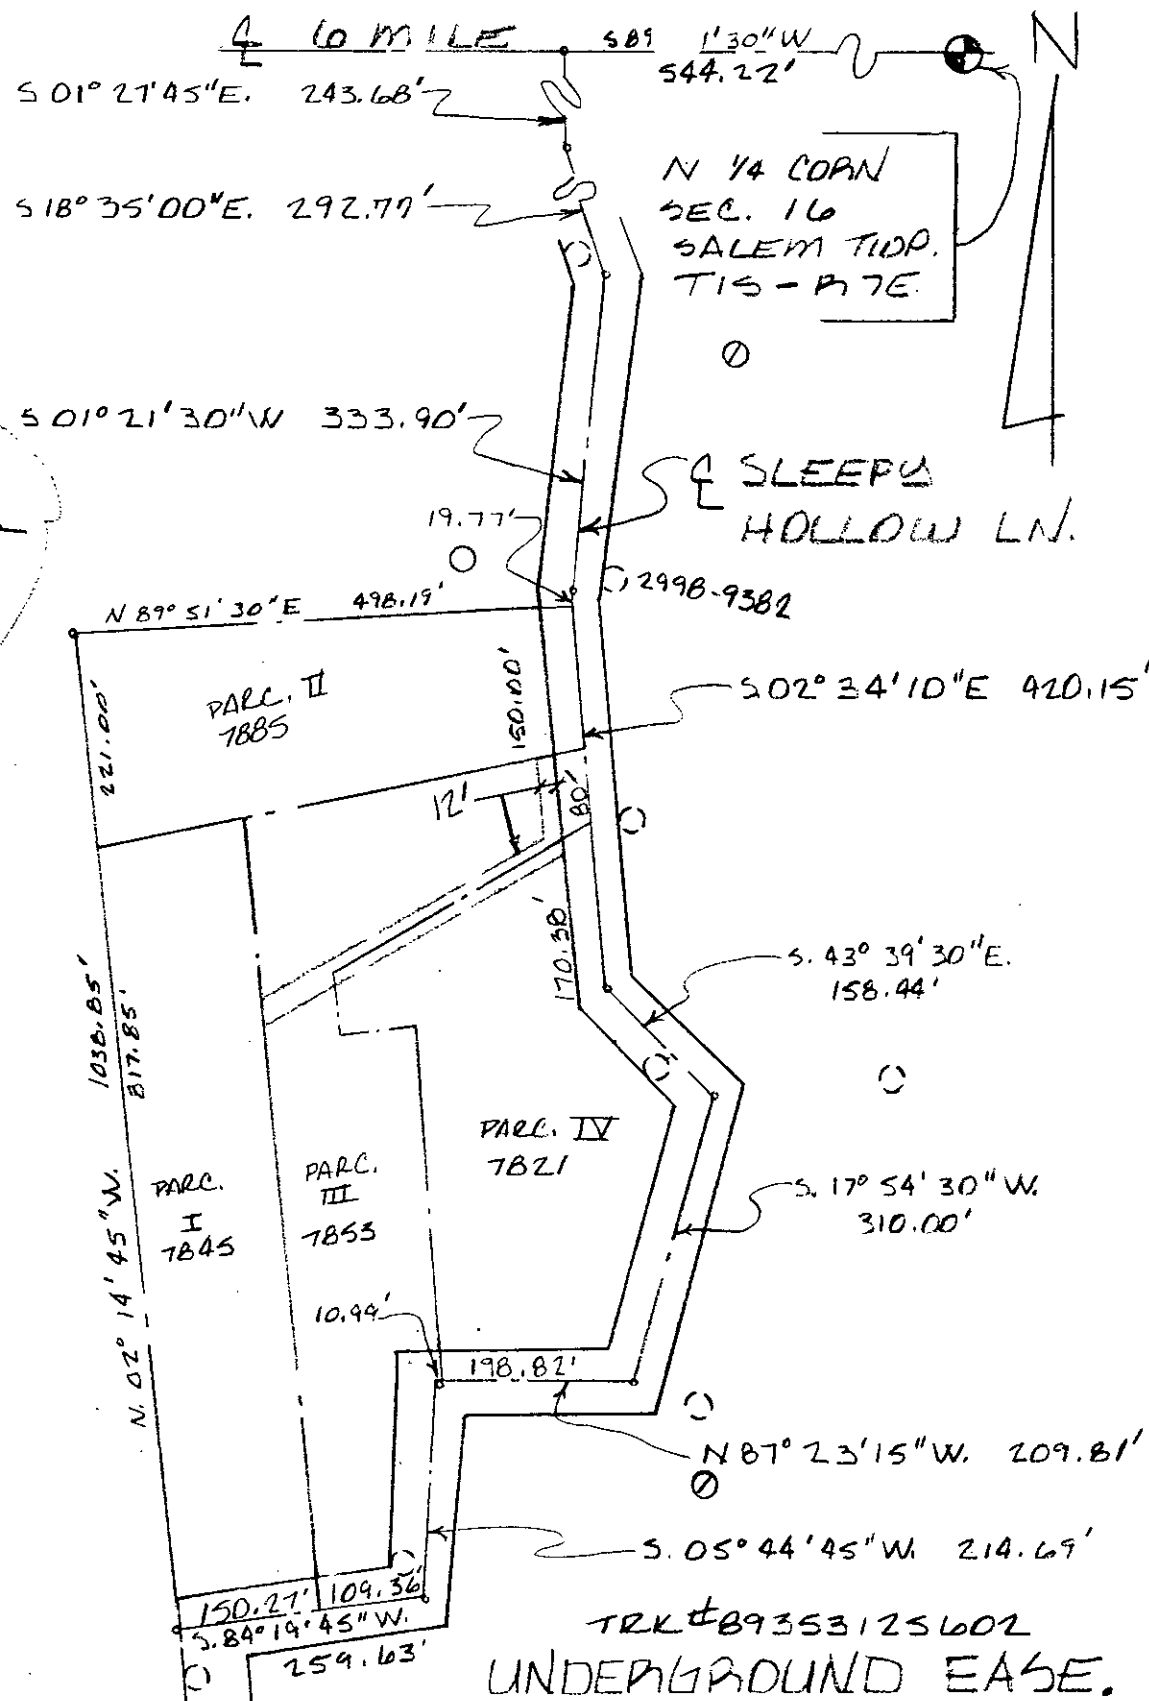 ℄ 6 MILE
S89 1'30"W
544.22'
N
S 01° 27'45"E. 243.68'
S 18° 35'00"E. 292.77'
N 1/4 CORN
SEC. 16
SALEM TWP.
T1S - R7E.
S 01° 21'30"W 333.90'
℄ SLEEPY
HOLLOW LN.
19.77'
2998-9382
N 89° 51' 30"E 498.19'
S 02° 34'10"E 420.15'
PARC. II
7885
221.00'
150.00'
12'
80'
170.38'
S. 43° 39' 30"E.
158.44'
1038.85'
817.85'
PARC. IV
7821
PARC.
I
7845
PARC.
III
7853
S. 17° 54' 30" W.
310.00'
N. 02° 14' 45" W.
10.99'
198.82'
N 87° 23'15"W. 209.81'
S. 05° 44'45"W. 214.69'
150.27' 109.36'
S. 84° 19' 45" W.
259.63'
TRK #89353125602
UNDERGROUND EASE.